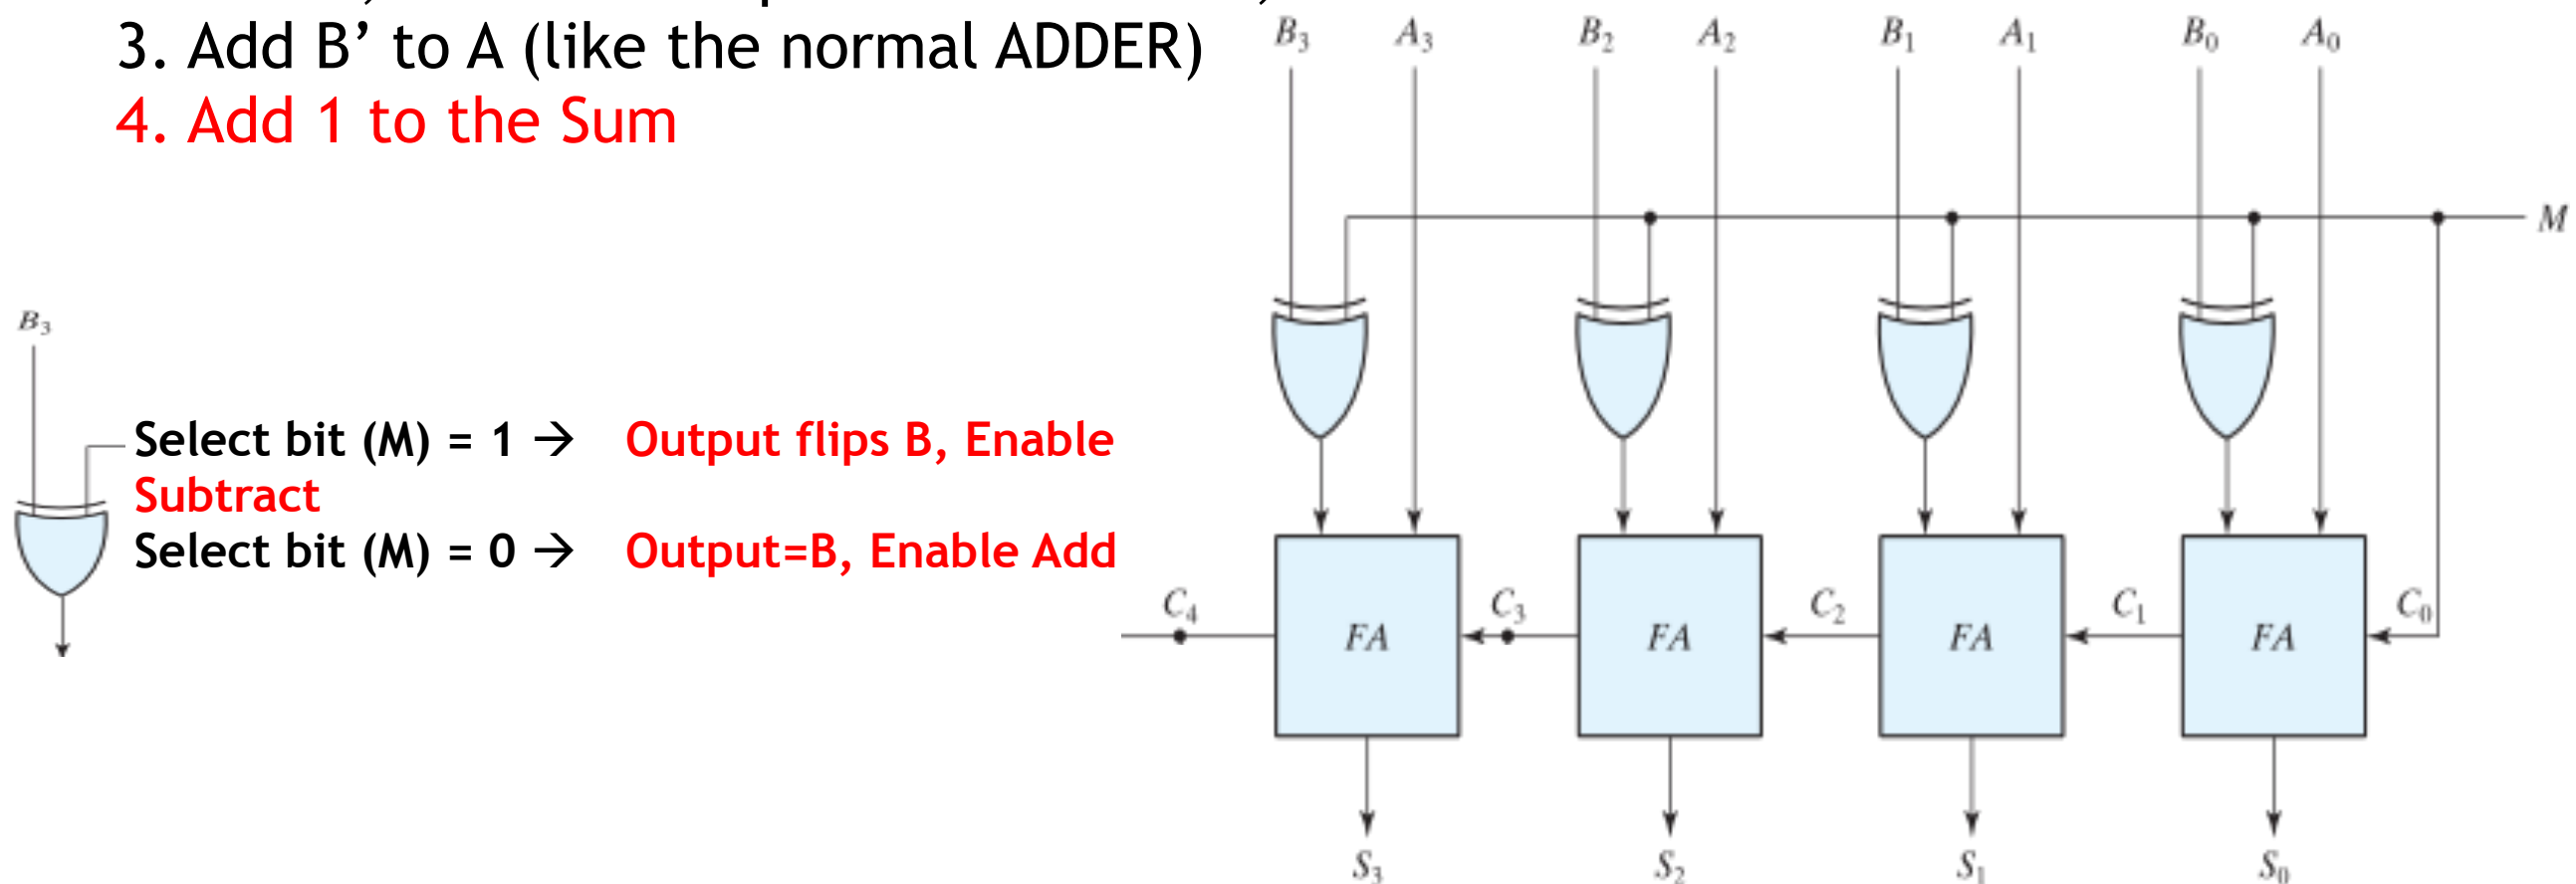 3. Add B’ to A (like the normal ADDER)
4. Add 1 to the Sum
B3 A3 B2 A2 B1 A1 B0 A0
M
B3
Select bit (M) = 1 → Output flips B, Enable
Subtract
Select bit (M) = 0 → Output=B, Enable Add
C4 C3 C2 C1 C0
FA FA FA FA
S3 S2 S1 S0